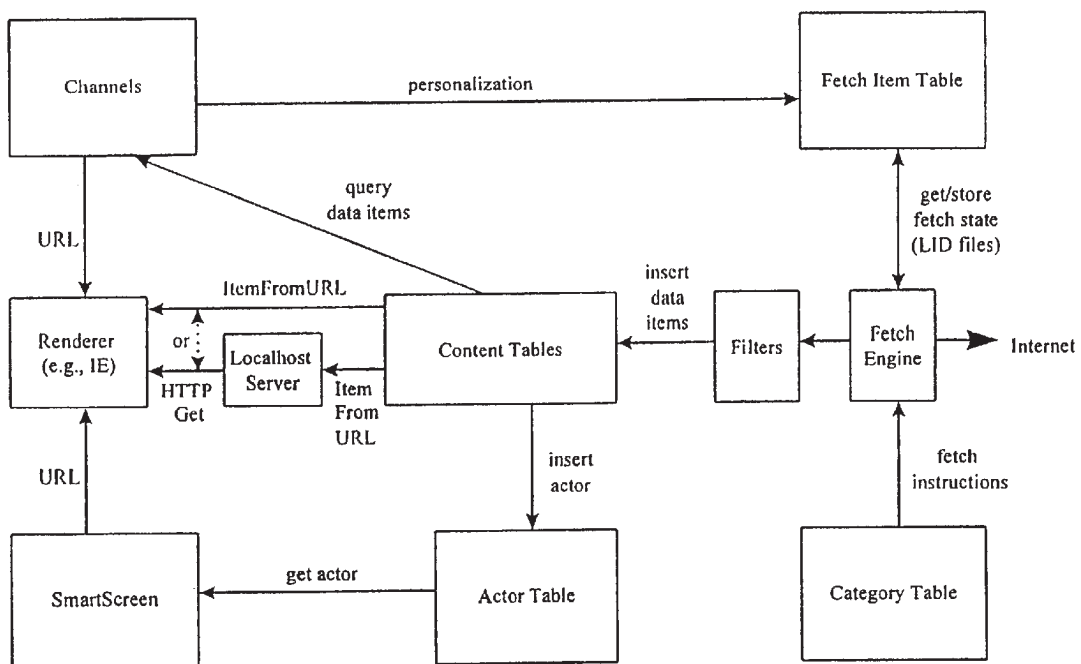 Channels
personalization
Fetch Item Table
query
data items
get/store
fetch state
(LID files)
URL
ItemFromURL
insert
data
items
Renderer
(e.g., IE)
or
Localhost
Server
Content Tables
Filters
Fetch
Engine
Internet
HTTP
Get
Item
From
URL
URL
insert
actor
fetch
instructions
SmartScreen
get actor
Actor Table
Category Table